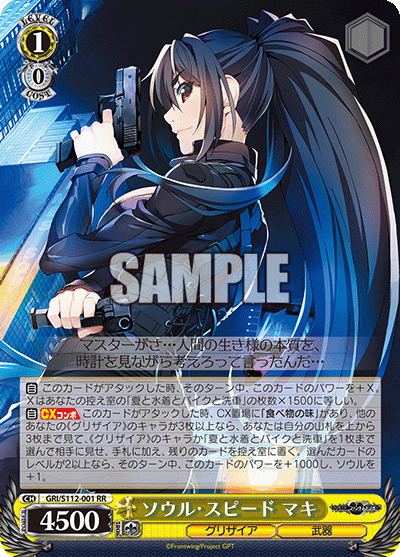 LEVEL
1
0
COST
SAMPLE
マスターがさ…人間の生き様の本質を、
時計を見ながら考えろって言ったんだ…
自 このカードがアタックした時、そのターン中、このカードのパワーを＋X。
Xはあなたの控え室の「夏と水着とバイクと洗車」の枚数×1500に等しい。
自 CXコンボ このカードがアタックした時、CX置場に「食べ物の味」があり、他の
あなたの《グリザイア》のキャラが3枚以上なら、あなたは自分の山札を上から
3枚まで見て、《グリザイア》のキャラか「夏と水着とバイクと洗車」を1枚まで
選んで相手に見せ、手札に加え、残りのカードを控え室に置く。選んだカードの
レベルが2以上なら、そのターン中、このカードのパワーを＋1000し、ソウルを
＋1。
GRI/S112-001 RR
CHARACTER
4500
POWER
ソウル・スピード マキ
グリザイア
武器
©Frontwing/Project GPT